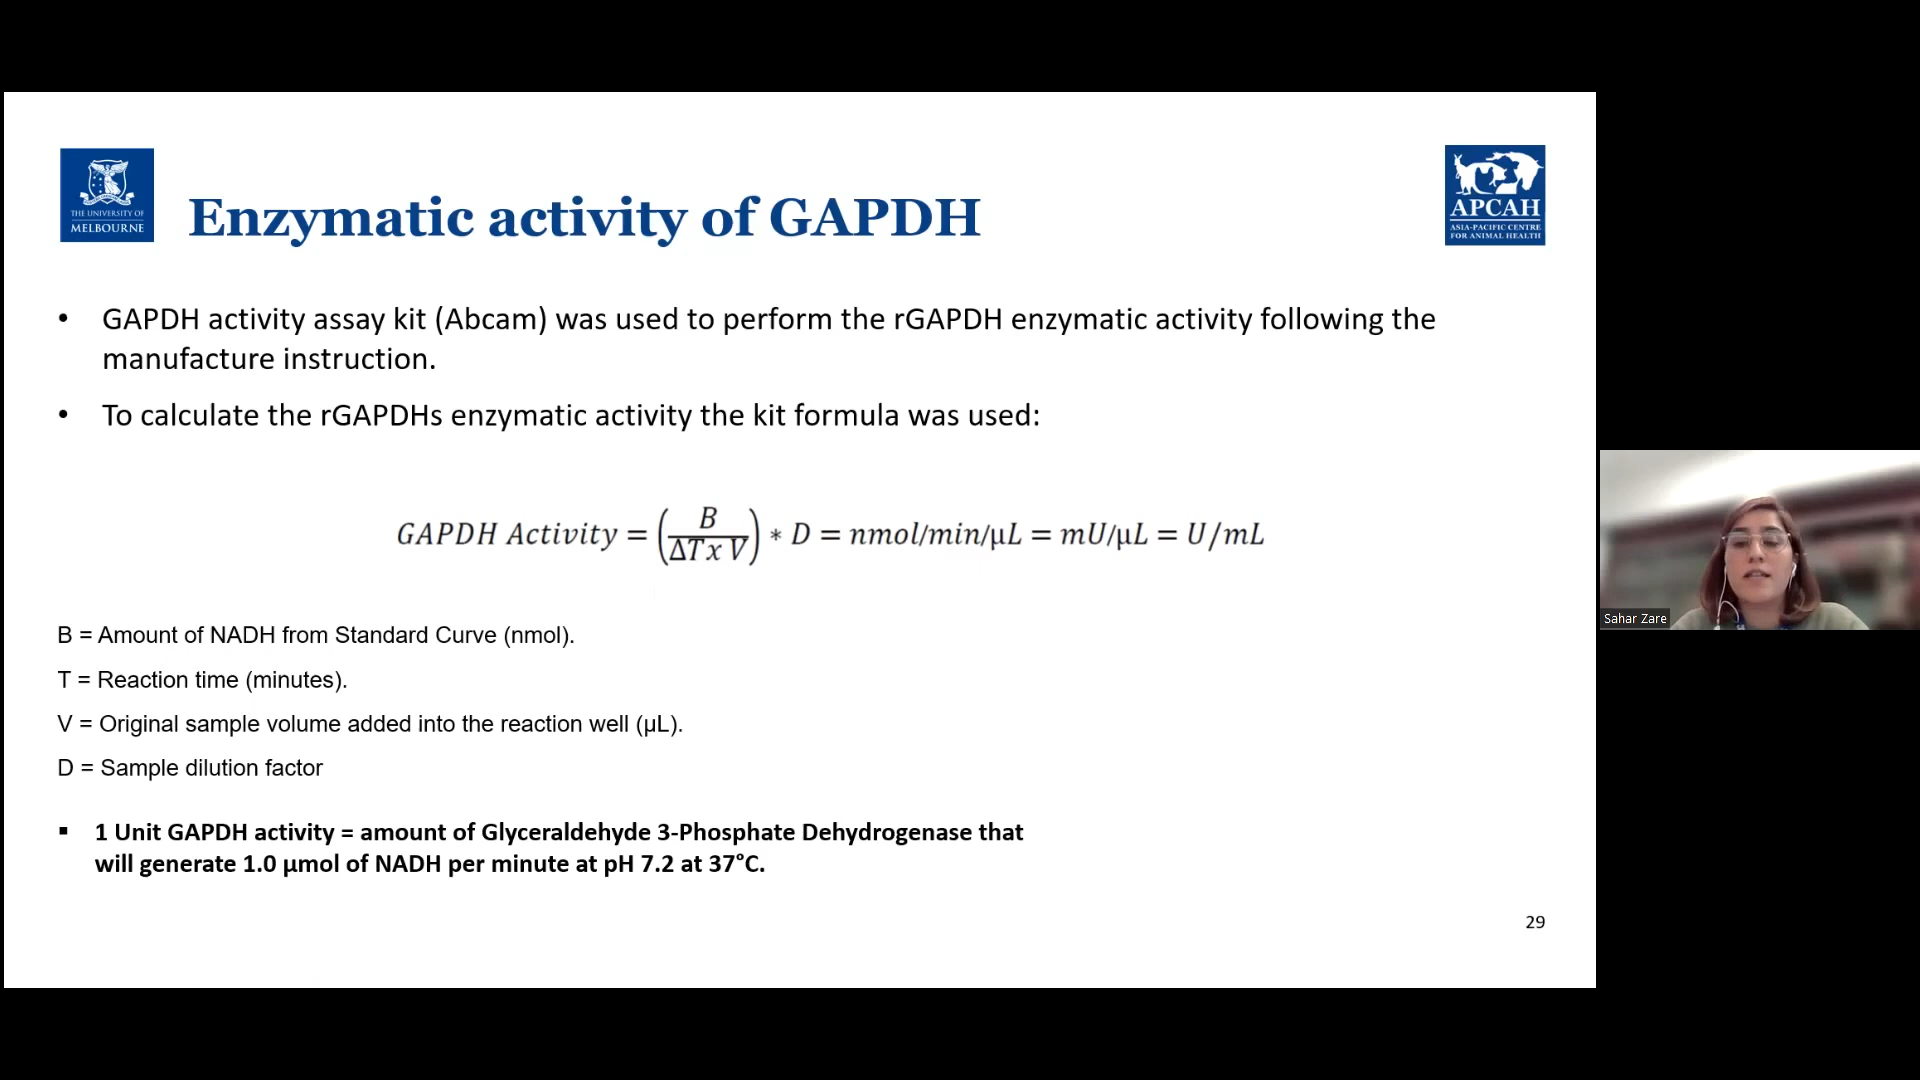 THE UNIVERSITY OF
MELBOURNE
Enzymatic activity of GAPDH
APCAH
ASIA-PACIFIC CENTRE
FOR ANIMAL HEALTH
• GAPDH activity assay kit (Abcam) was used to perform the rGAPDH enzymatic activity following the
manufacture instruction.
• To calculate the rGAPDHs enzymatic activity the kit formula was used:
GAPDH Activity = (B / ΔT x V) * D = nmol/min/µL = mU/µL = U/mL
B = Amount of NADH from Standard Curve (nmol).
T = Reaction time (minutes).
V = Original sample volume added into the reaction well (µL).
D = Sample dilution factor
▪ 1 Unit GAPDH activity = amount of Glyceraldehyde 3-Phosphate Dehydrogenase that
will generate 1.0 µmol of NADH per minute at pH 7.2 at 37°C.
29
Sahar Zare